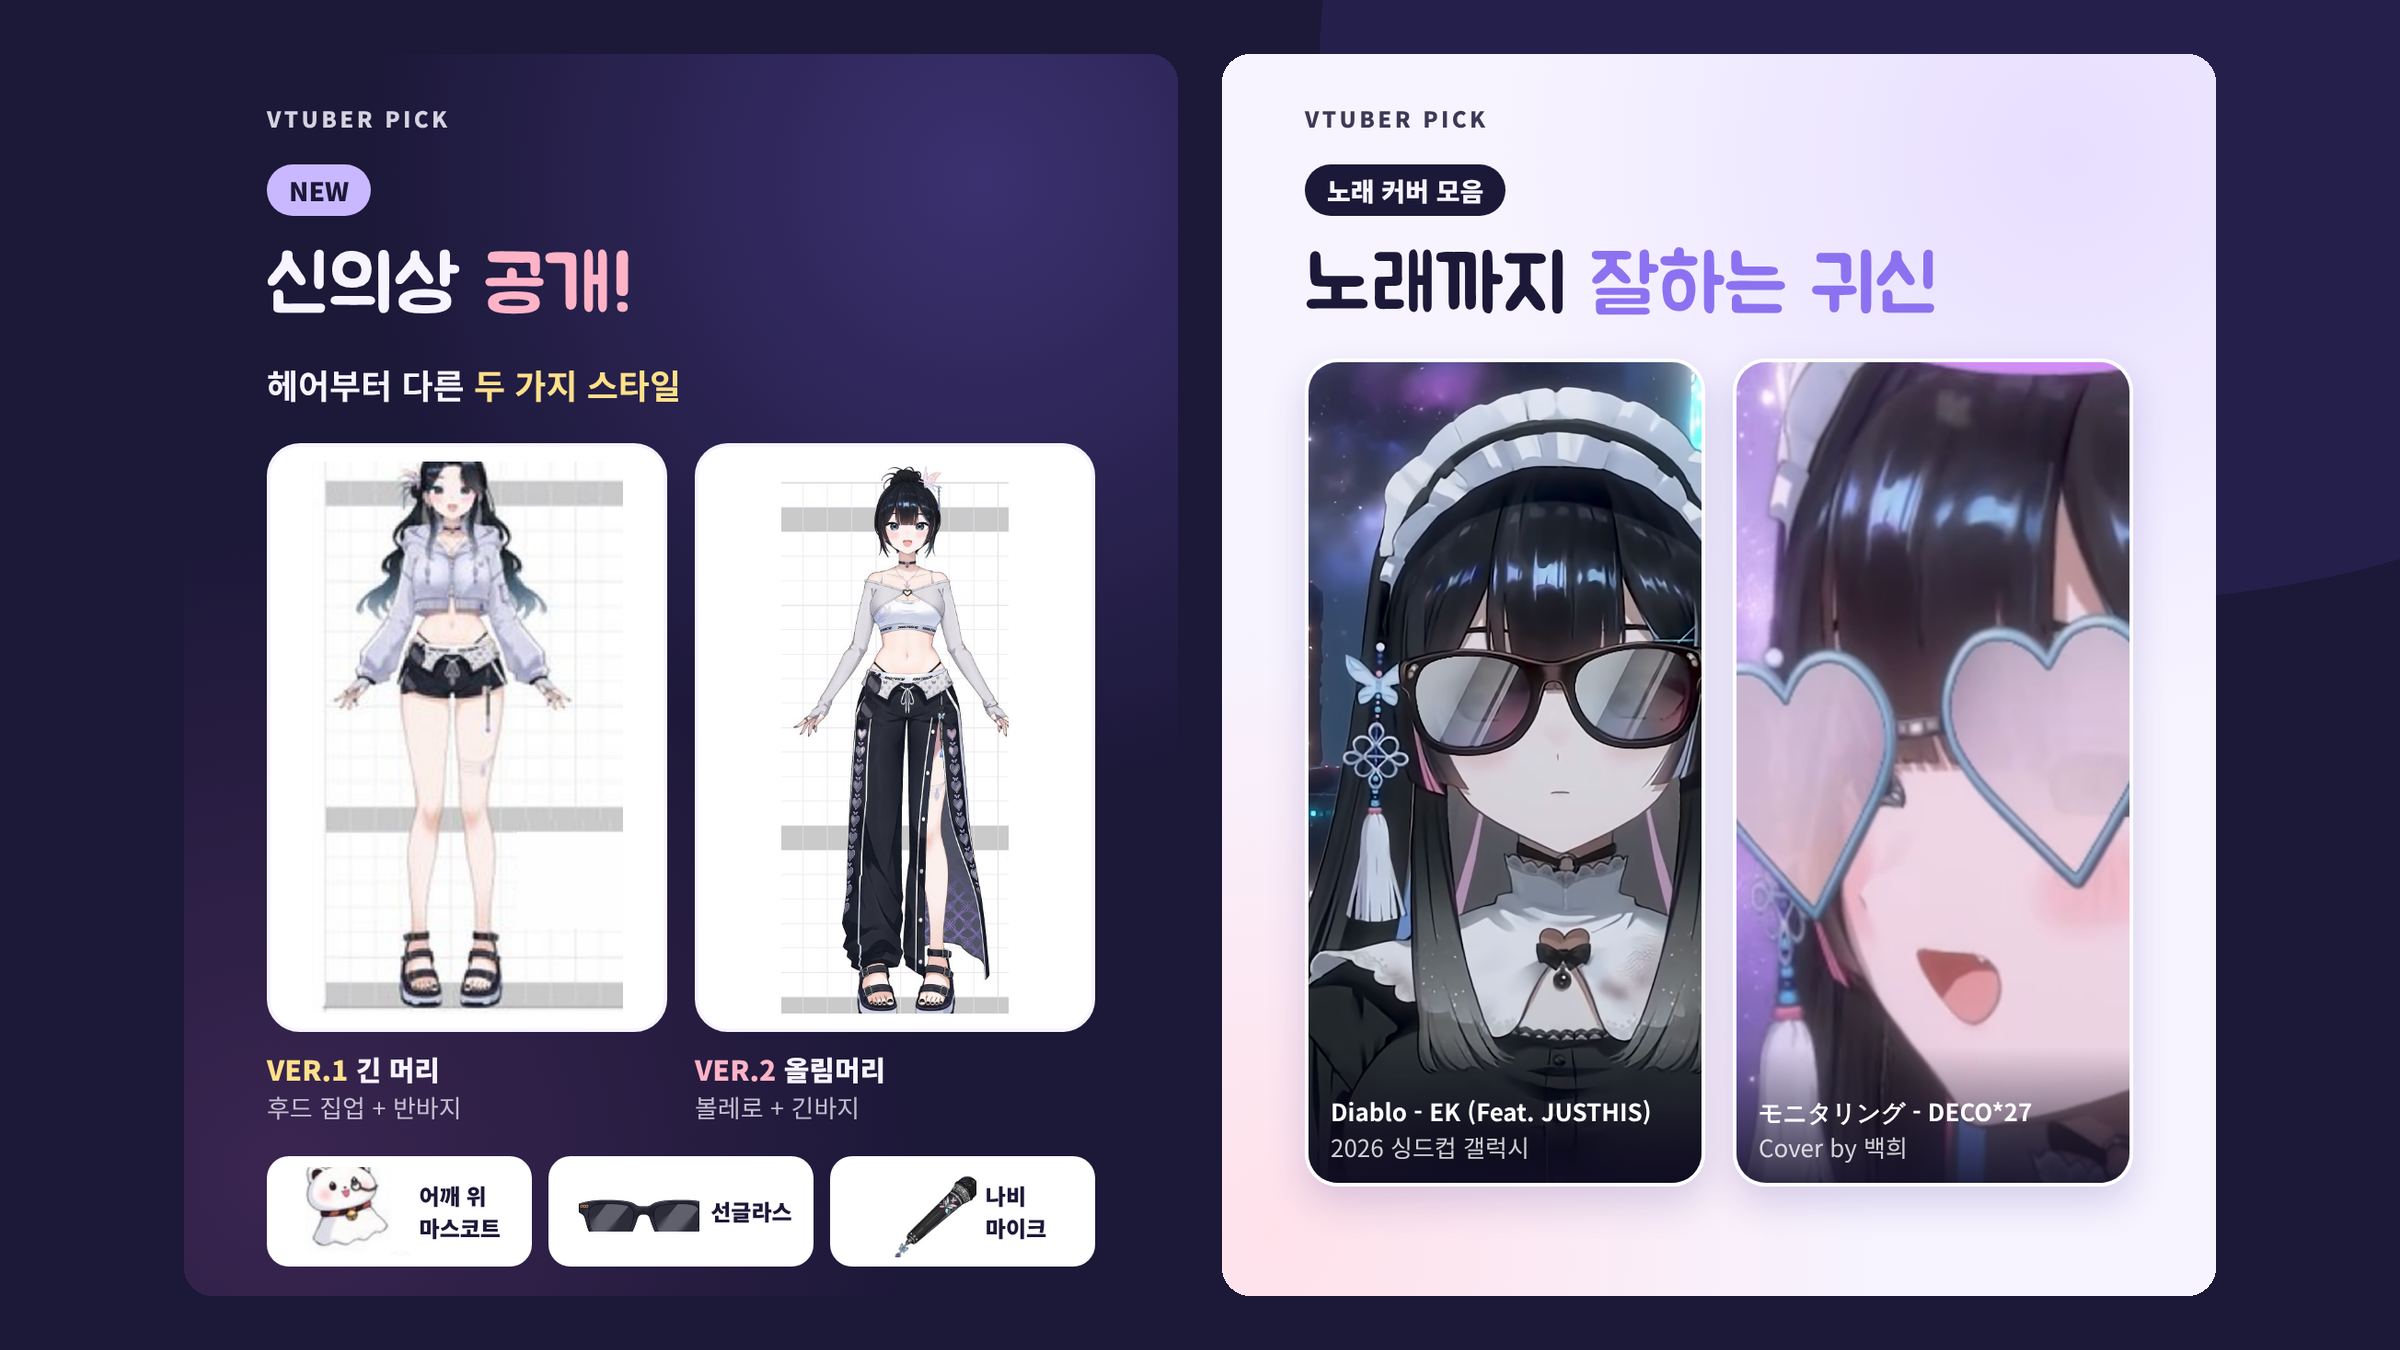 VTUBER PICK
NEW
신의상 공개!
헤어부터 다른 두 가지 스타일
VER.1 긴 머리
후드 집업 + 반바지
VER.2 올림머리
볼레로 + 긴바지
어깨 위
마스코트
선글라스
나비
마이크
VTUBER PICK
노래 커버 모음
노래까지 잘하는 귀신
Diablo - EK (Feat. JUSTHIS)
2026 싱드컵 갤럭시
モニタリング - DECO*27
Cover by 백희